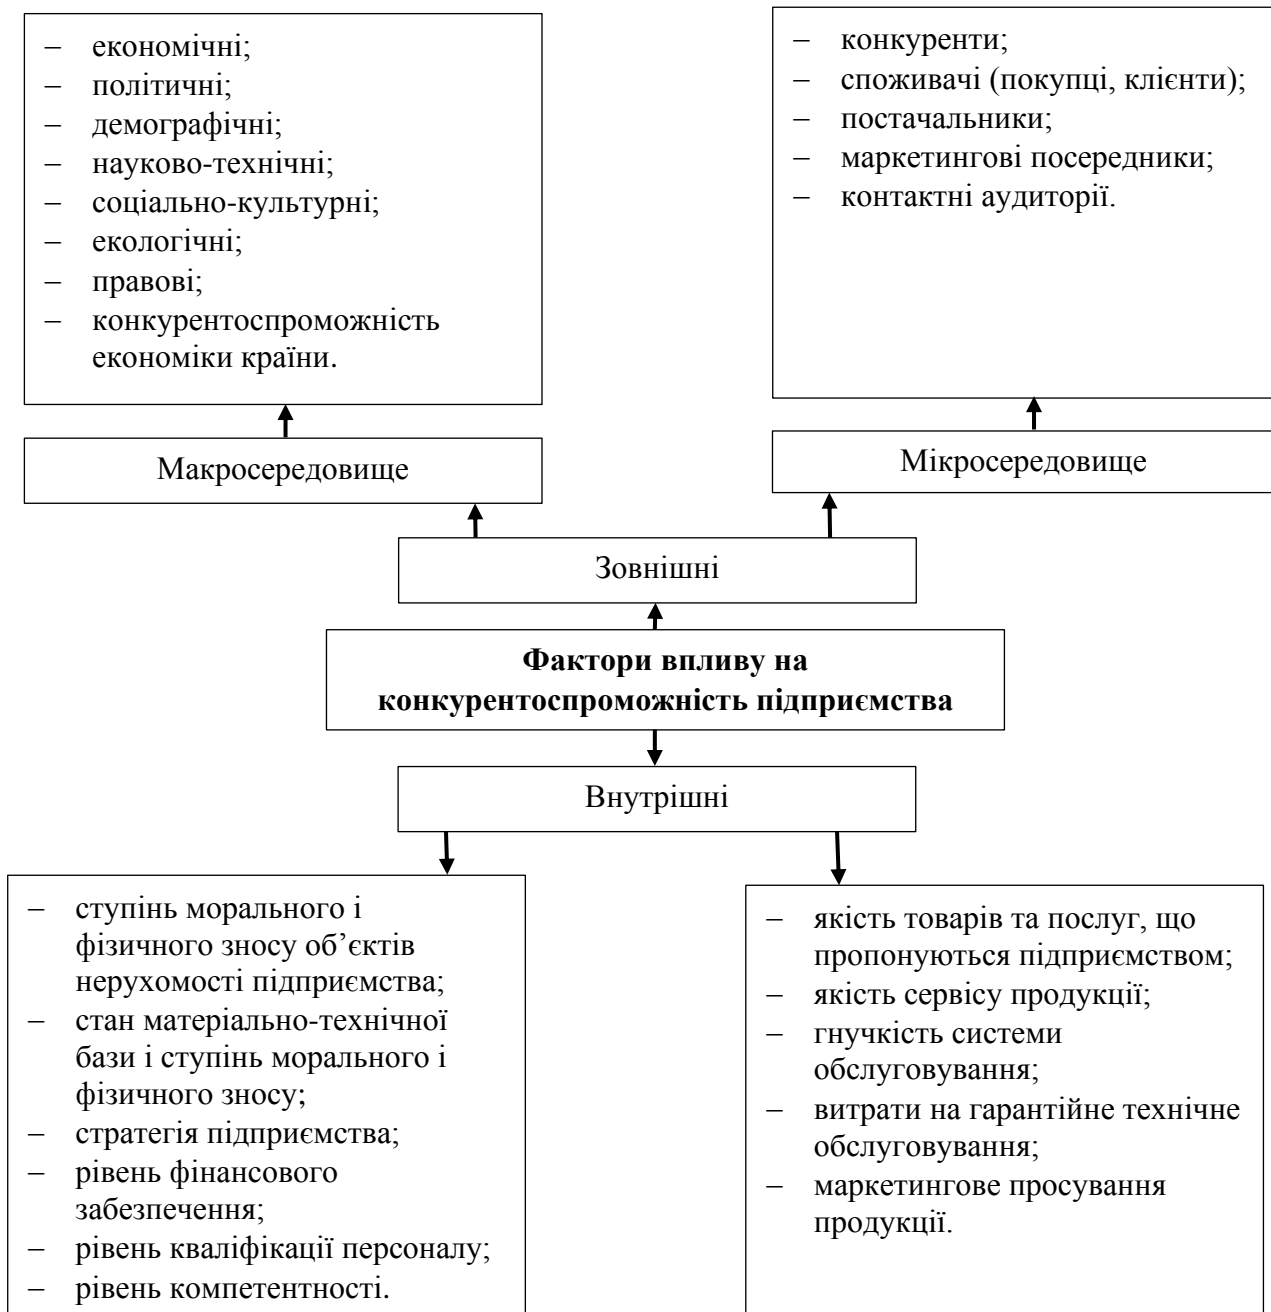 – економічні;
– політичні;
– демографічні;
– науково-технічні;
– соціально-культурні;
– екологічні;
– правові;
– конкурентоспроможність
економіки країни.
– конкуренти;
– споживачі (покупці, клієнти);
– постачальники;
– маркетингові посередники;
– контактні аудиторії.
Макросередовище
Мікросередовище
Зовнішні
Фактори впливу на
конкурентоспроможність підприємства
Внутрішні
– ступінь морального і
фізичного зносу об’єктів
нерухомості підприємства;
– стан матеріально-технічної
бази і ступінь морального і
фізичного зносу;
– стратегія підприємства;
– рівень фінансового
забезпечення;
– рівень кваліфікації персоналу;
– рівень компетентності.
– якість товарів та послуг, що
пропонуються підприємством;
– якість сервісу продукції;
– гнучкість системи
обслуговування;
– витрати на гарантійне технічне
обслуговування;
– маркетингове просування
продукції.